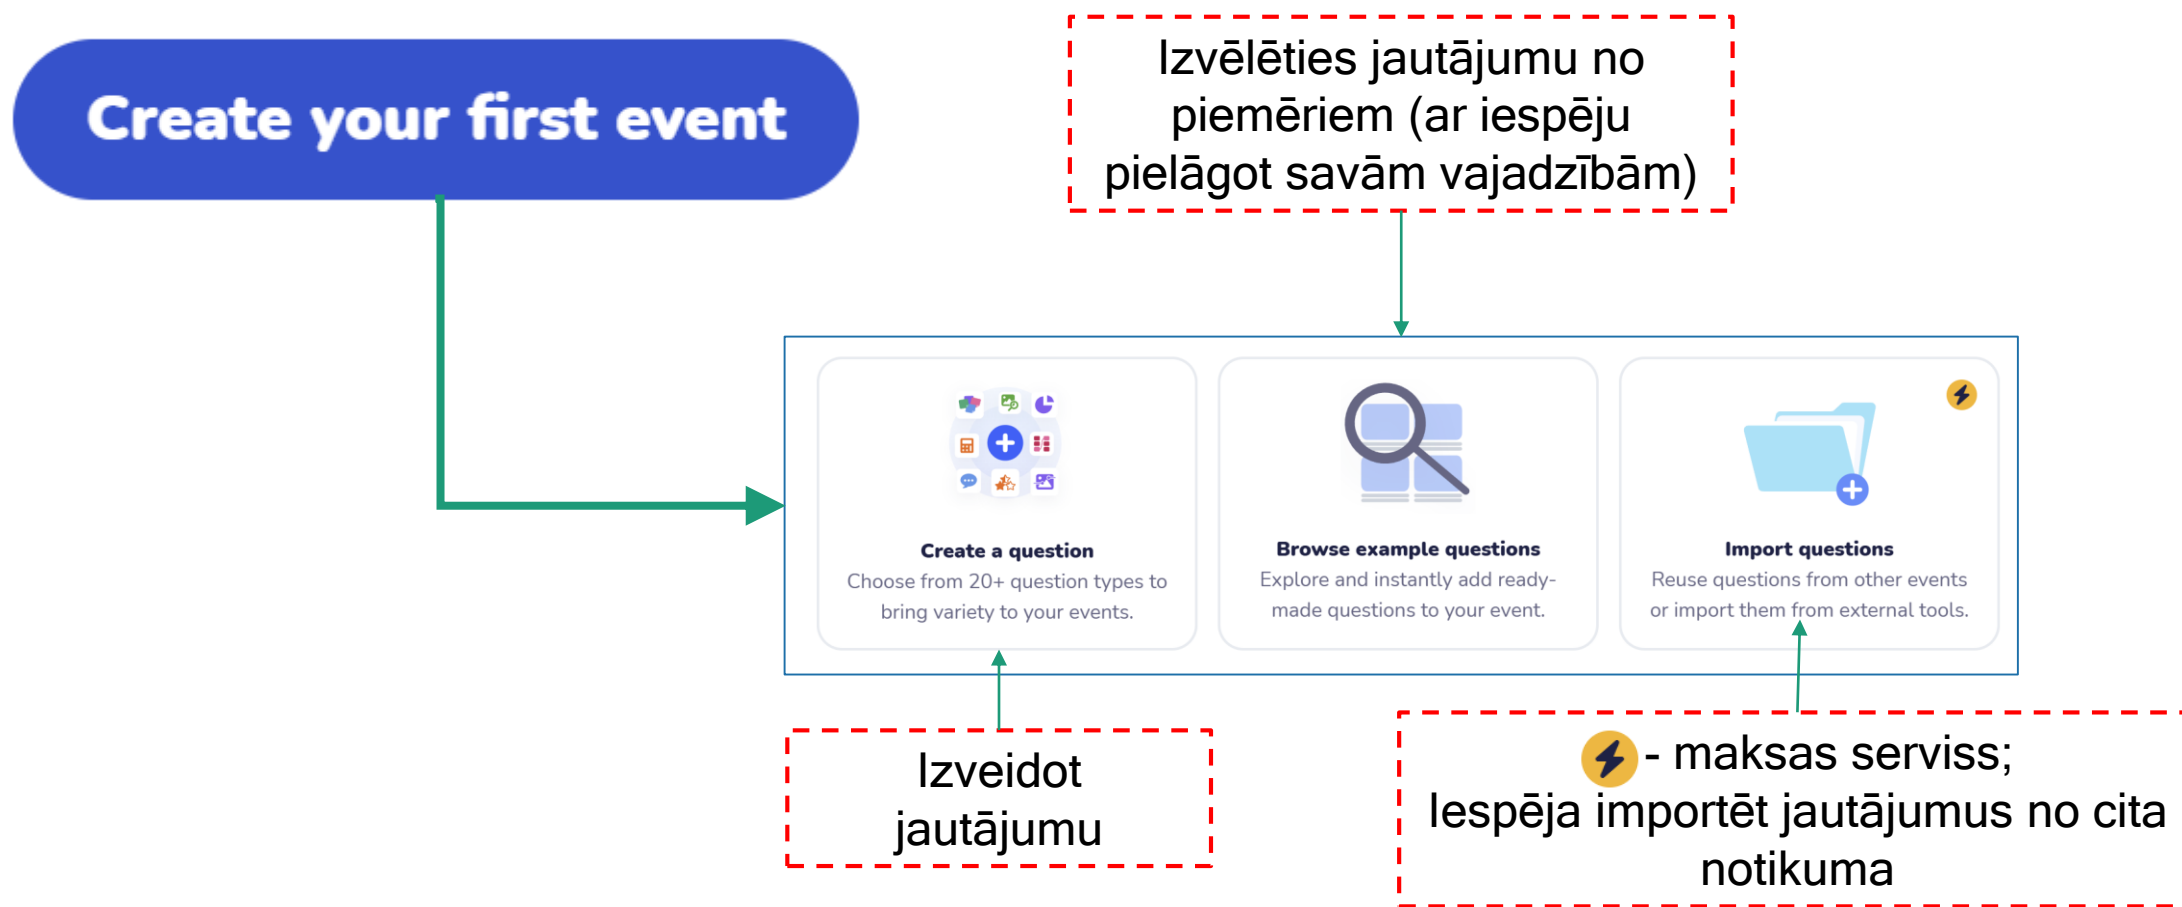 Create your first event
Izvēlēties jautājumu no
piemēriem (ar iespēju
pielāgot savām vajadzībām)
Create a question
Choose from 20+ question types to
bring variety to your events.
Browse example questions
Explore and instantly add ready-
made questions to your event.
Import questions
Reuse questions from other events
or import them from external tools.
Izveidot
jautājumu
- maksas serviss;
Iespēja importēt jautājumus no cita
notikuma